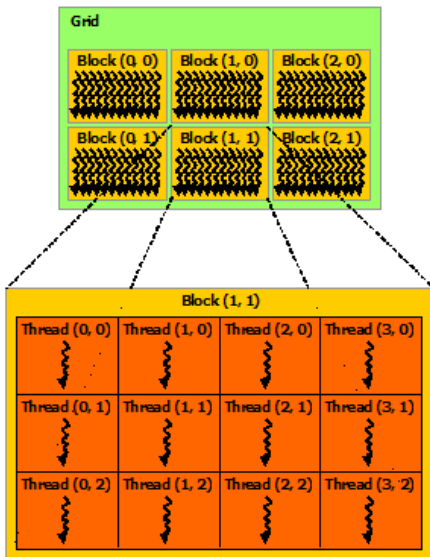 Grid
Block (0, 0) Block (1, 0) Block (2, 0)
Block (0, 1) Block (1, 1) Block (2, 1)
Block (1, 1)
Thread (0, 0) Thread (1, 0) Thread (2, 0) Thread (3, 0)
Thread (0, 1) Thread (1, 1) Thread (2, 1) Thread (3, 1)
Thread (0, 2) Thread (1, 2) Thread (2, 2) Thread (3, 2)